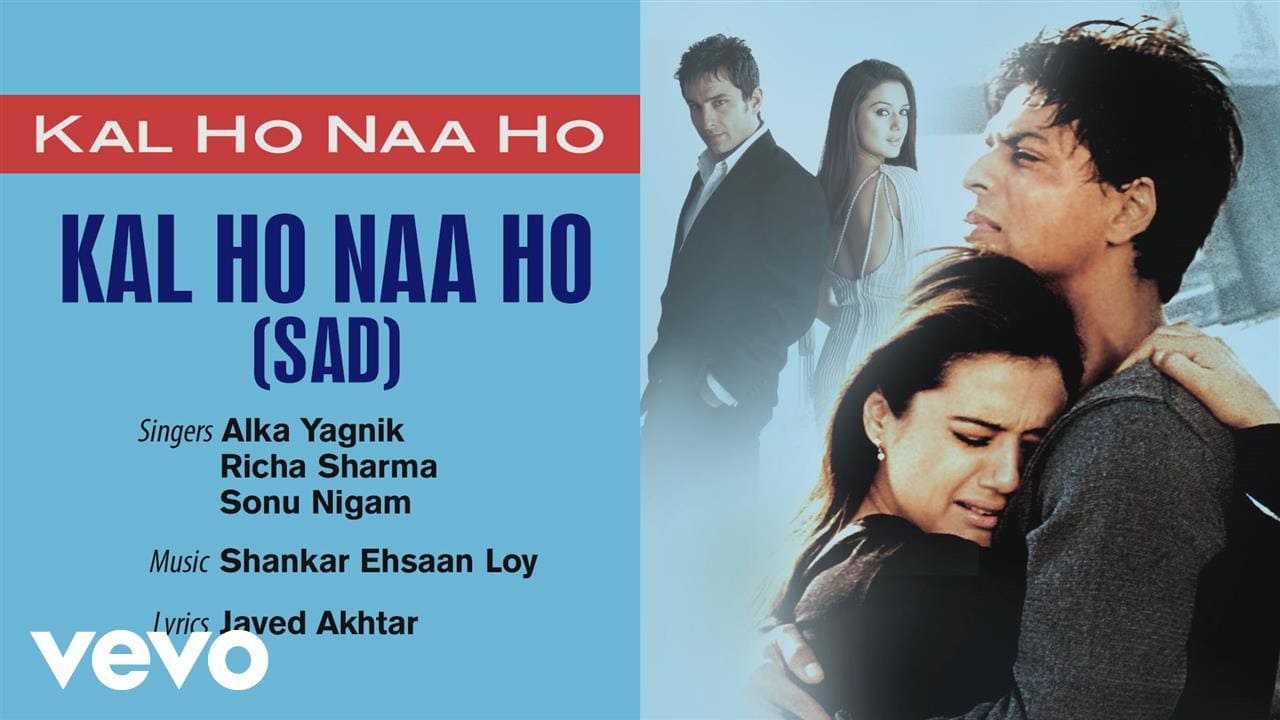 KAL HO NAA HO
KAL HO NAA HO
(SAD)
Singers Alka Yagnik
Richa Sharma
Sonu Nigam
Music Shankar Ehsaan Loy
Lyrics Javed Akhtar
vevo